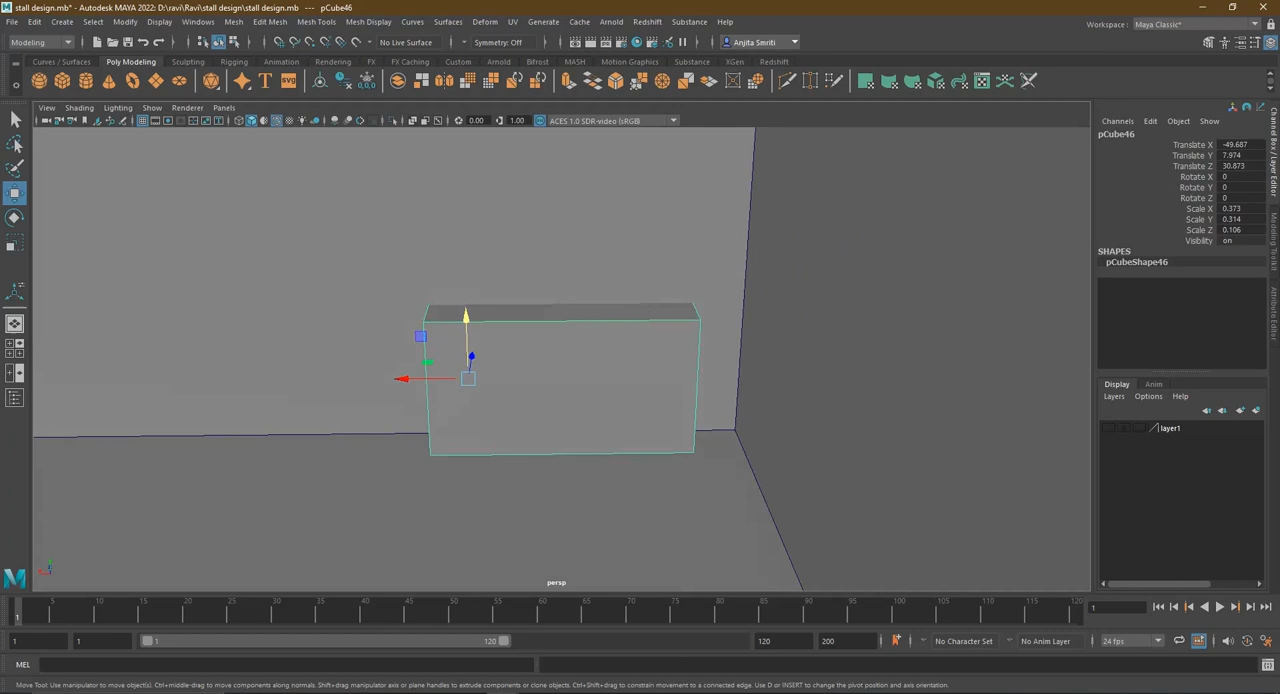 stall design.mb* - Autodesk MAYA 2022: D:\ravi\Ravi\stall design\stall design.mb --- pCube46
File Edit Create Select Modify Display Windows Mesh Edit Mesh Mesh Tools Mesh Display Curves Surfaces Deform UV Generate Cache Arnold Redshift Substance Help
Workspace : Maya Classic*
Modeling No Live Surface Symmetry: Off Anjita Smriti
Curves / Surfaces Poly Modeling Sculpting Rigging Animation Rendering FX FX Caching Custom Arnold Bifrost MASH Motion Graphics Substance XGen Redshift
SVG
View Shading Lighting Show Renderer Panels
0.00 1.00 ACES 1.0 SDR-video (sRGB)
Channels Edit Object Show
pCube46
Translate X -49.687
Translate Y 7.974
Translate Z 30.873
Rotate X 0
Rotate Y 0
Rotate Z 0
Scale X 0.373
Scale Y 0.314
Scale Z 0.106
Visibility on
SHAPES
pCubeShape46
Channel Box / Layer Editor
Modeling Toolkit
Attribute Editor
Display Anim
Layers Options Help
layer1
persp
5 10 15 20 25 30 35 40 45 50 55 60 65 70 75 80 85 90 95 100 105 110 115 120
1 1
1 1 1 120 120 200 No Character Set No Anim Layer 24 fps
MEL
Move Tool: Use manipulator to move object(s). Ctrl+middle-drag to move components along normals. Shift+drag manipulator axis or plane handles to extrude components or clone objects. Ctrl+Shift+drag to constrain movement to a connected edge. Use D or INSERT to change the pivot position and axis orientation.